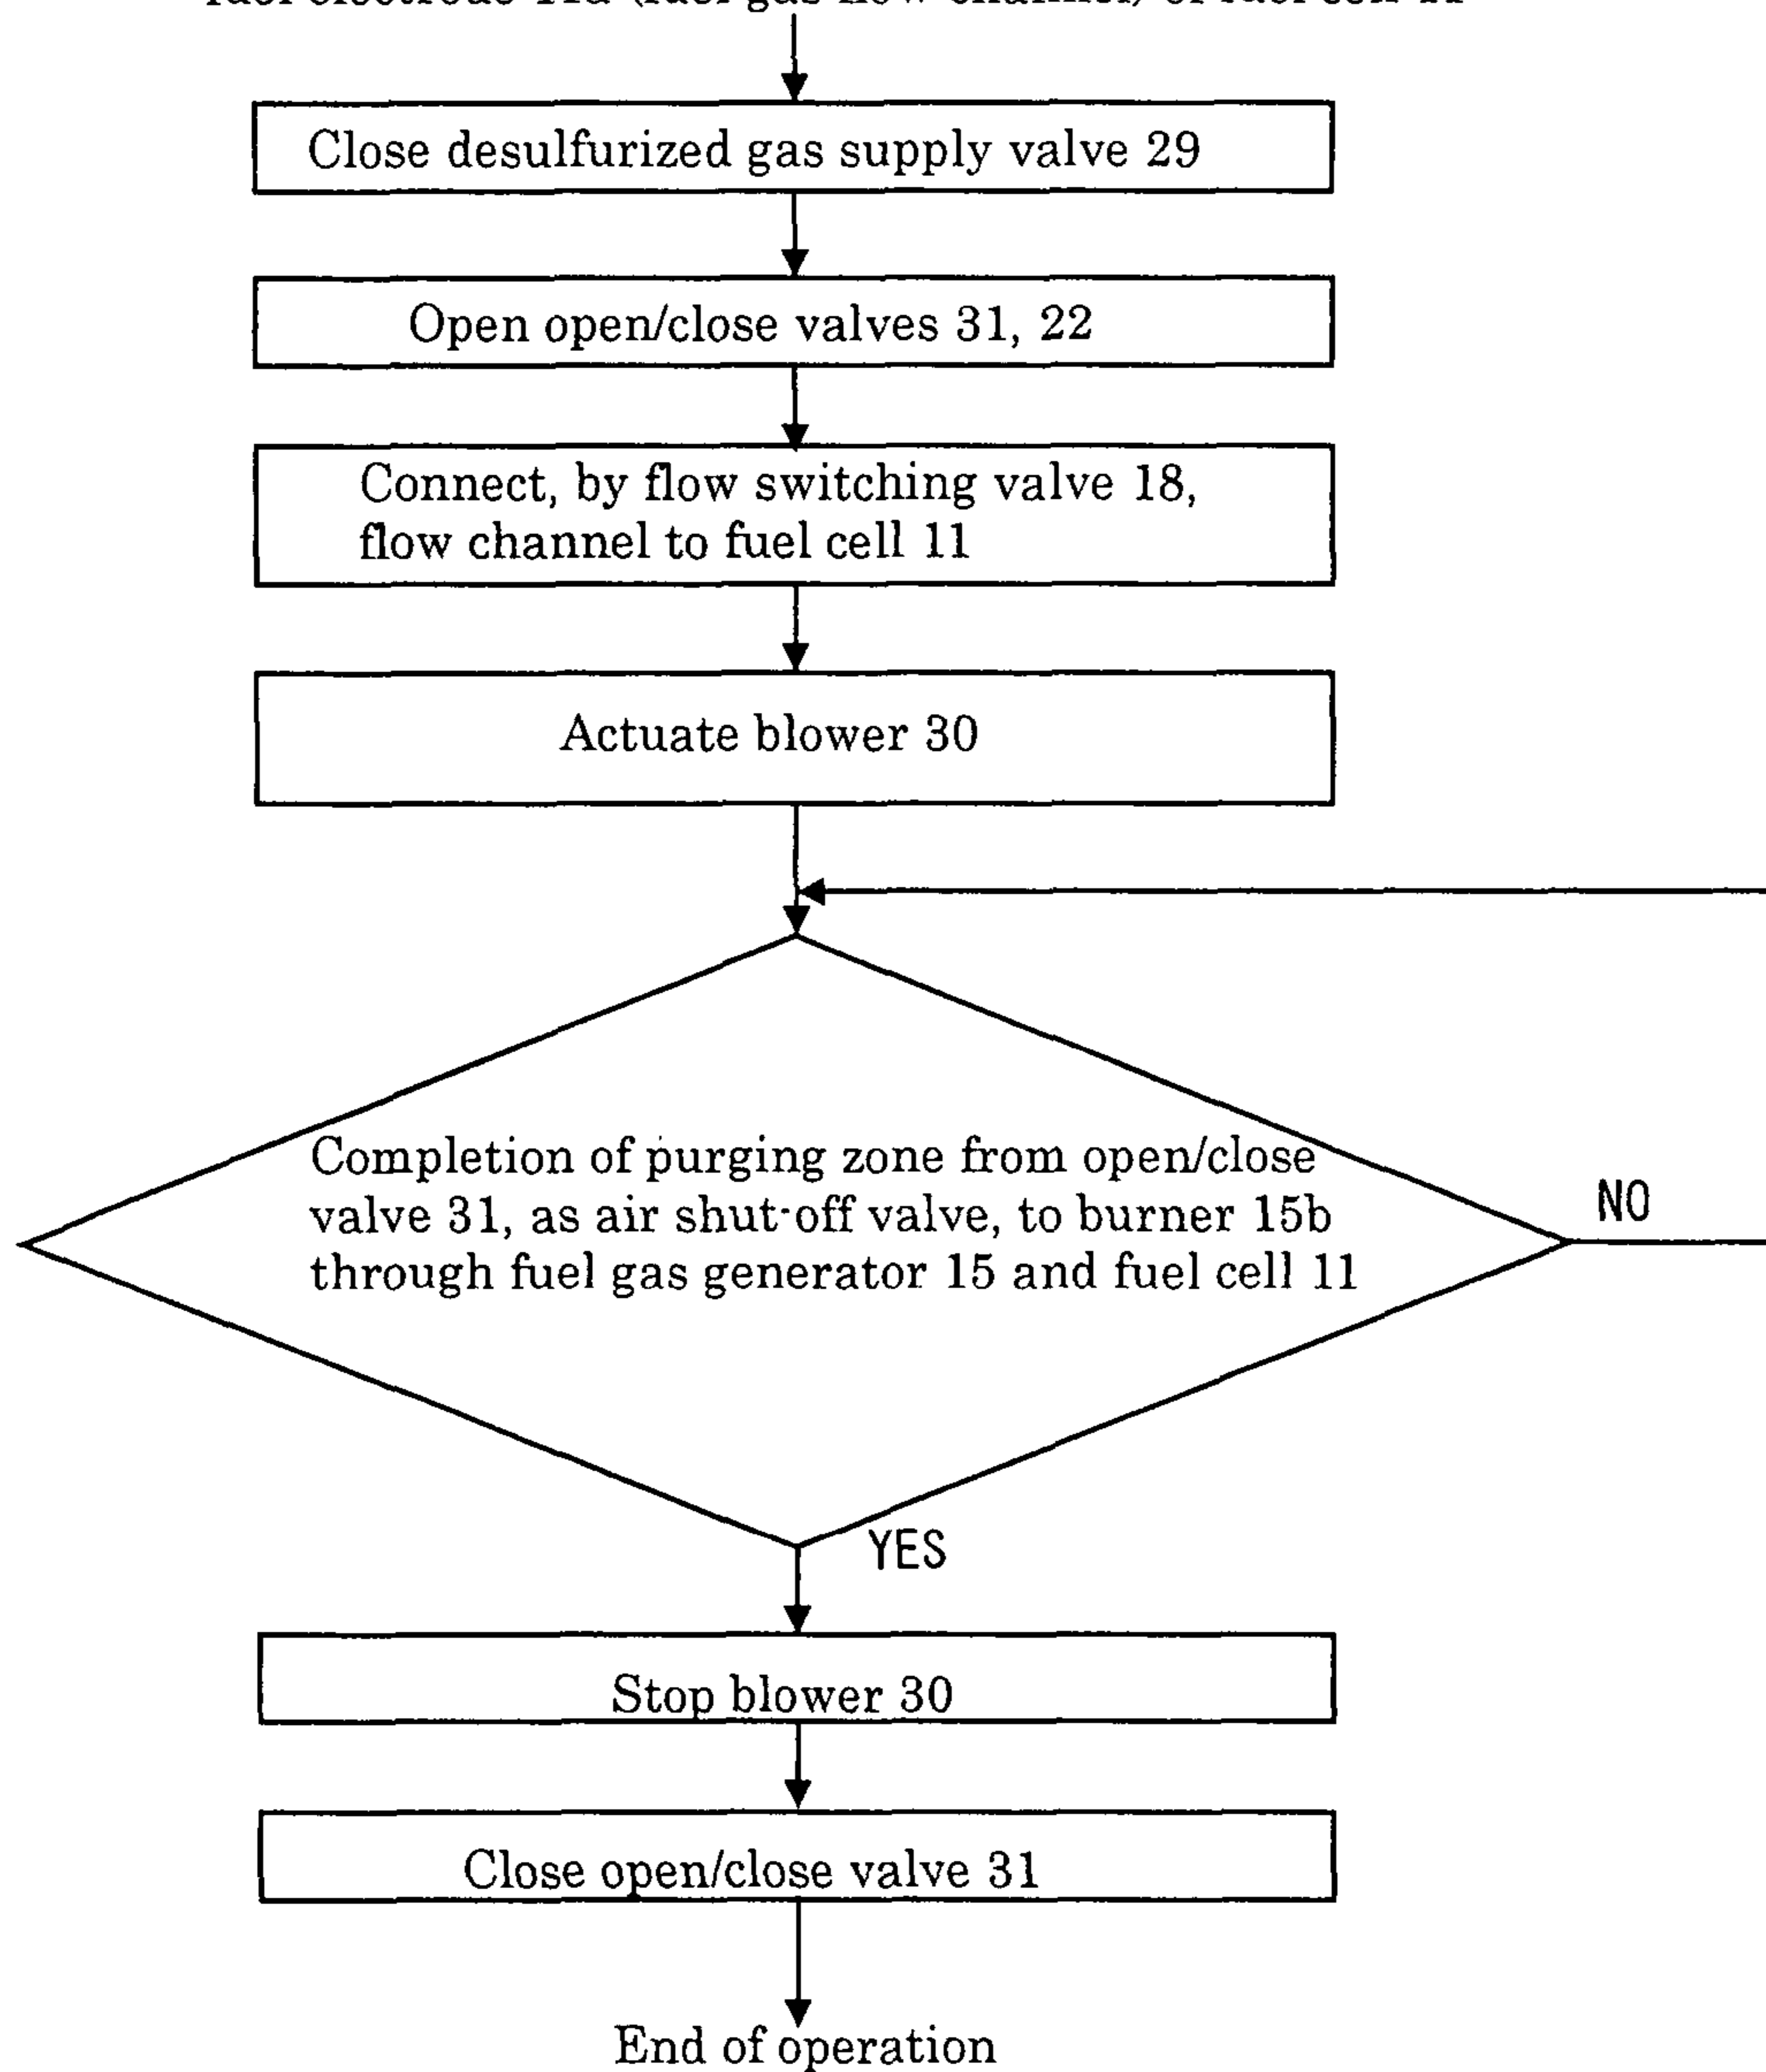 Close desulfurized gas supply valve 29
Open open/close valves 31, 22
Connect, by flow switching valve 18,
flow channel to fuel cell 11
Actuate blower 30
Completion of purging zone from open/close
valve 31, as air shut-off valve, to burner 15b
through fuel gas generator 15 and fuel cell 11
NO
YES
Stop blower 30
Close open/close valve 31
End of operation